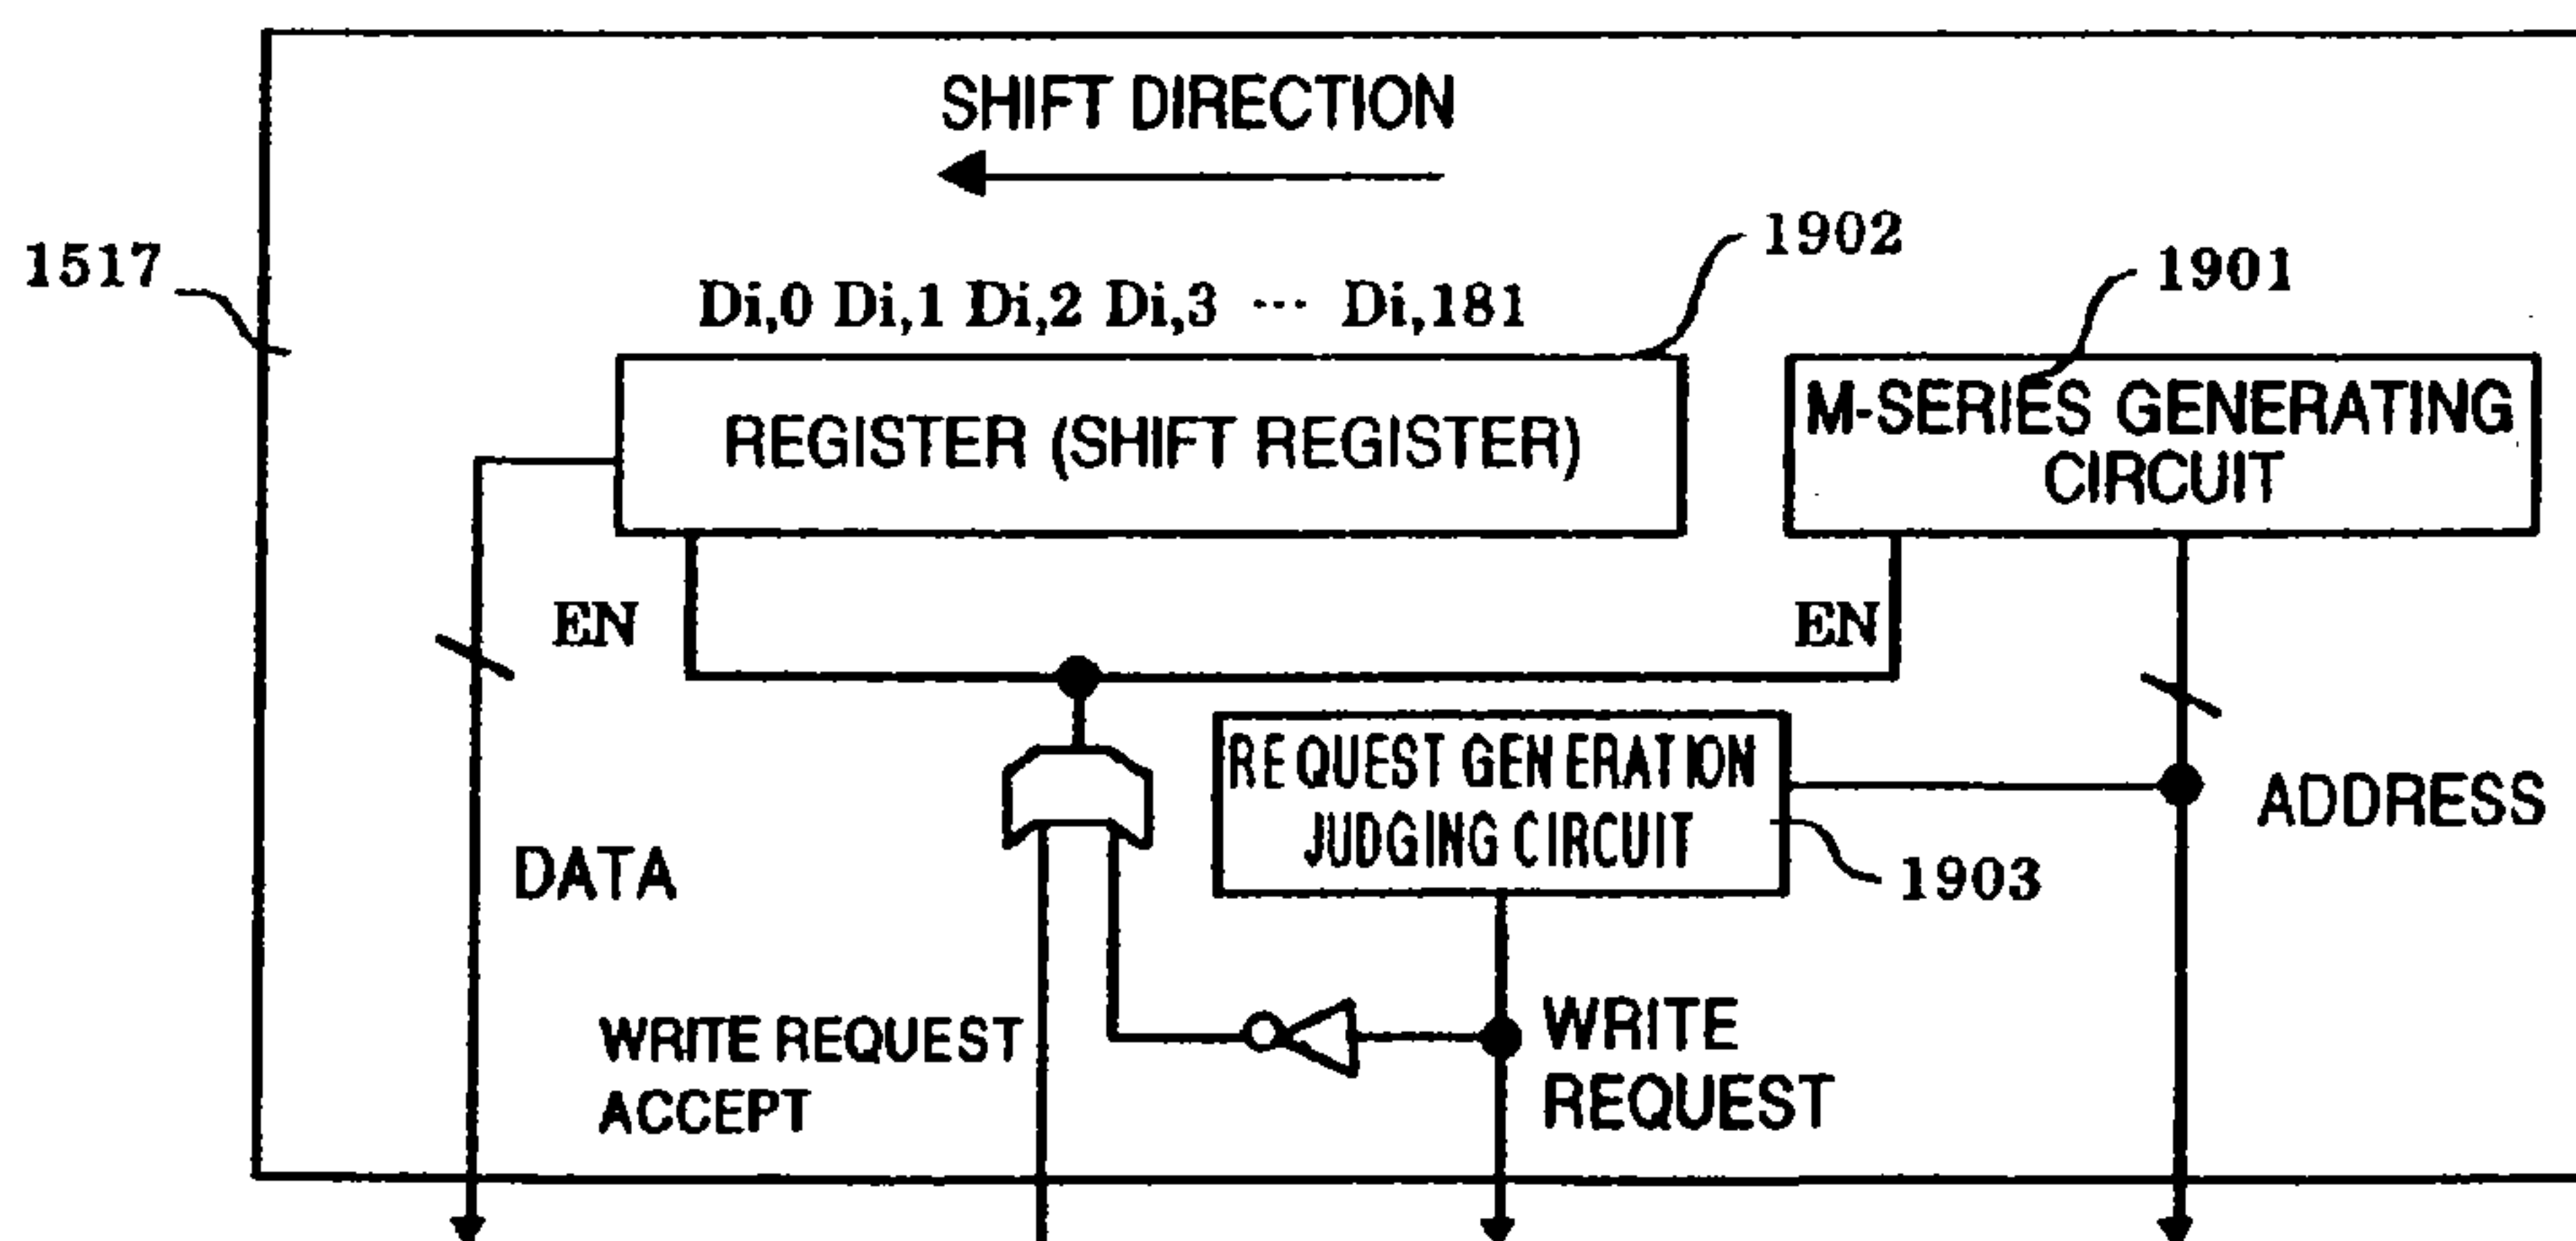 SHIFT DIRECTION
1517
1902
1901
Di,0 Di,1 Di,2 Di,3 ··· Di,181
REGISTER (SHIFT REGISTER)
M-SERIES GENERATING
CIRCUIT
EN
EN
REQUEST GENERATION
JUDGING CIRCUIT
ADDRESS
1903
DATA
WRITE REQUEST
ACCEPT
WRITE
REQUEST